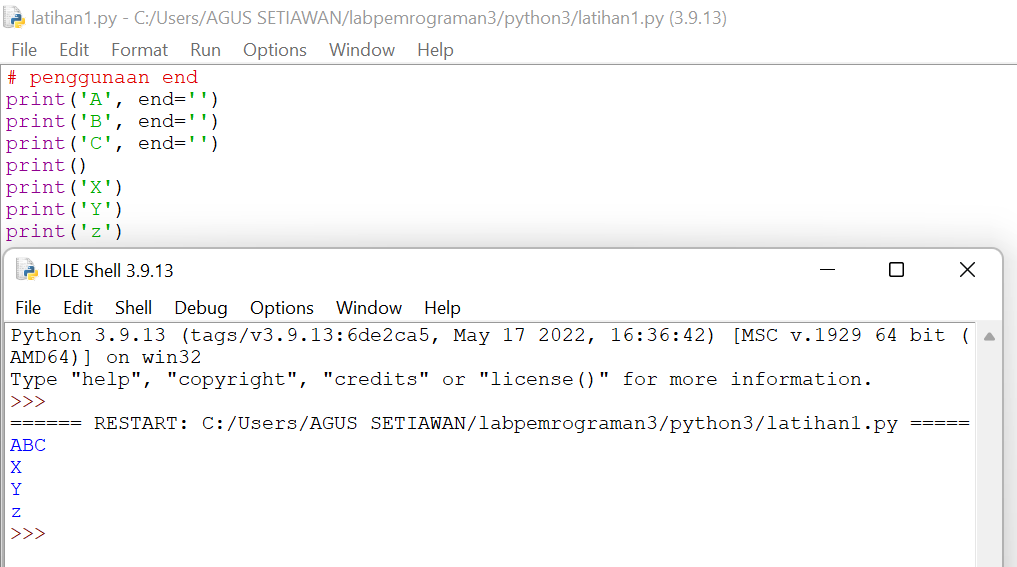 latihan1.py - C:/Users/AGUS SETIAWAN/labpemrograman3/python3/latihan1.py (3.9.13)
File Edit Format Run Options Window Help
# penggunaan end
print('A', end='')
print('B', end='')
print('C', end='')
print()
print('X')
print('Y')
print('z')
IDLE Shell 3.9.13
File Edit Shell Debug Options Window Help
Python 3.9.13 (tags/v3.9.13:6de2ca5, May 17 2022, 16:36:42) [MSC v.1929 64 bit (
AMD64)] on win32
Type "help", "copyright", "credits" or "license()" for more information.
>>>
====== RESTART: C:/Users/AGUS SETIAWAN/labpemrograman3/python3/latihan1.py =====
ABC
X
Y
z
>>>